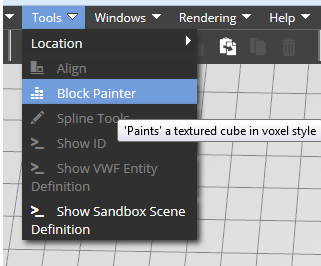 Tools Windows Rendering Help
Location
Align
Block Painter
Spline Tools
'Paints' a textured cube in voxel style
Show ID
Show VWF Entity
Definition
Show Sandbox Scene
Definition